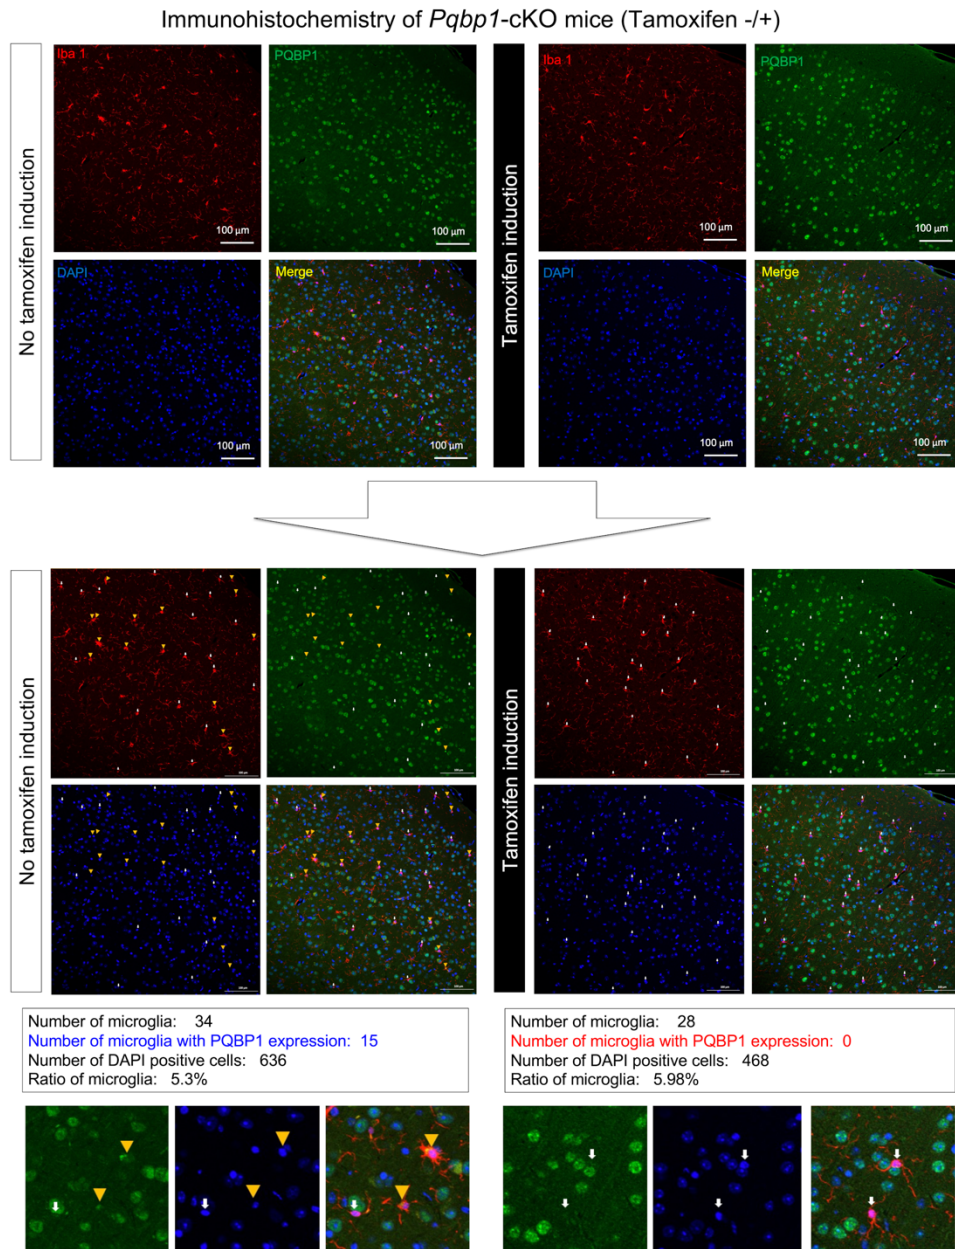 Immunohistochemistry of Pqbp1-cKO mice (Tamoxifen -/+)
No tamoxifen induction
Iba 1
PQBP1
100 μm
100 μm
DAPI
Merge
100 μm
100 μm
Tamoxifen induction
Iba 1
PQBP1
100 μm
100 μm
DAPI
Merge
100 μm
100 μm
No tamoxifen induction
Tamoxifen induction
Number of microglia: 34
Number of microglia with PQBP1 expression: 15
Number of DAPI positive cells: 636
Ratio of microglia: 5.3%
Number of microglia: 28
Number of microglia with PQBP1 expression: 0
Number of DAPI positive cells: 468
Ratio of microglia: 5.98%